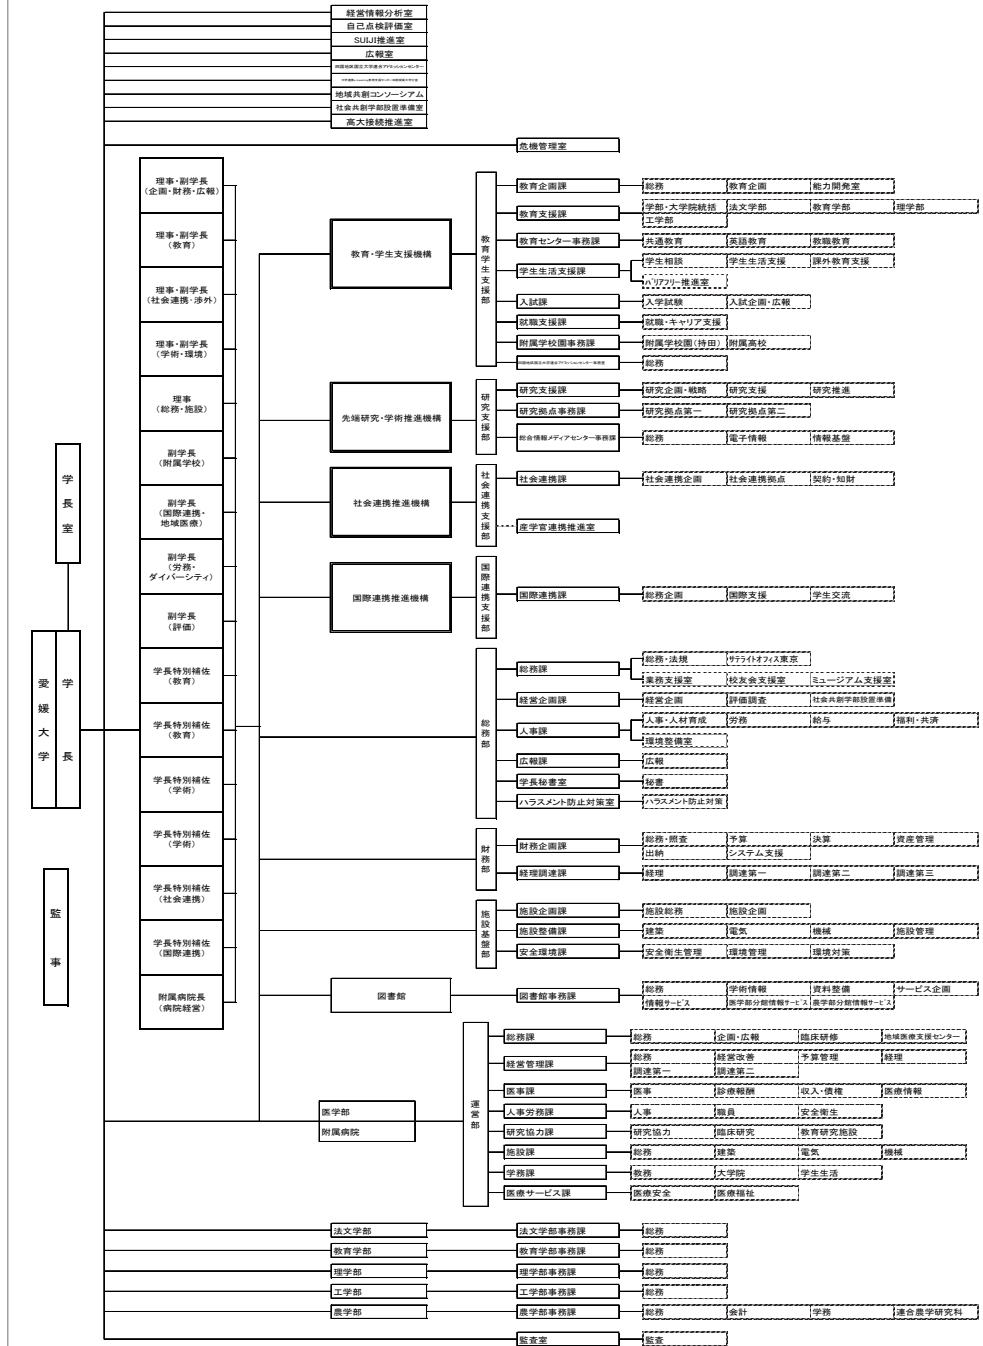 経営情報分析室
自己点検評価室
SUIJI推進室
広報室
四国地区国立大学連合アドミッションセンター
地域共創コンソーシアム
社会共創学部設置準備室
高大接続推進室
危機管理室
学長室
愛媛大学
学長
監事
理事・副学長
(企画・財務・広報)
理事・副学長
(教育)
理事・副学長
(社会連携・渉外)
理事・副学長
(学術・環境)
理事
(総務・施設)
副学長
(附属学校)
副学長
(国際連携・
地域医療)
副学長
(労務・
ダイバーシティ)
副学長
(評価)
学長特別補佐
(教育)
学長特別補佐
(教育)
学長特別補佐
(学術)
学長特別補佐
(学術)
学長特別補佐
(社会連携)
学長特別補佐
(国際連携)
附属病院長
(病院経営)
教育・学生支援機構
教育学生支援部
教育企画課 総務 教育企画 能力開発室
教育支援課 学部・大学院統括 法文学部 教育学部 理学部
工学部
教育センター事務課 共通教育 英語教育 教職教育
学生生活支援課 学生相談 学生生活支援 課外教育支援
バリアフリー推進室
入試課 入学試験 入試企画・広報
就職支援課 就職・キャリア支援
附属学校園事務課 附属学校園(持田) 附属高校
四国地区国立大学連合アドミッションセンター事務室 総務
先端研究・学術推進機構
研究支援部
研究支援課 研究企画・戦略 研究支援 研究推進
研究拠点事務課 研究拠点第一 研究拠点第二
総合情報メディアセンター事務課 総務 電子情報 情報基盤
社会連携推進機構
社会連携支援部
社会連携課 社会連携企画 社会連携拠点 契約・知財
産学官連携推進室
国際連携推進機構
国際連携支援部
国際連携課 総務企画 国際支援 学生交流
総務部
総務課 総務・法規 サテライトオフィス東京
業務支援室 校友会支援室 ミュージアム支援室
経営企画課 経営企画 評価調査 社会共創学部設置準備
人事課 人事・人材育成 労務 給与 福利・共済
環境整備室
広報課 広報
学長秘書室 秘書
ハラスメント防止対策室 ハラスメント防止対策
財務部
財務企画課 総務・照査 予算 決算 資産管理
出納 システム支援
経理調達課 経理 調達第一 調達第二 調達第三
施設基盤部
施設企画課 施設総務 施設企画
施設整備課 建築 電気 機械 施設管理
安全環境課 安全衛生管理 環境管理 環境対策
図書館 図書館事務課 総務 学術情報 資料整備 サービス企画
情報サービス 医学部分館情報サービス 農学部分館情報サービス
医学部
附属病院
運営部
総務課 総務 企画・広報 臨床研修 地域医療支援センター
経営管理課 総務 経営改善 予算管理 経理
調達第一 調達第二
医事課 医事 診療報酬 収入・債権 医療情報
人事労務課 人事 職員 安全衛生
研究協力課 研究協力 臨床研究 教育研究施設
施設課 総務 建築 電気 機械
学務課 教務 大学院 学生生活
医療サービス課 医療安全 医療福祉
法文学部 法文学部事務課 総務
教育学部 教育学部事務課 総務
理学部 理学部事務課 総務
工学部 工学部事務課 総務
農学部 農学部事務課 総務 会計 学務 連合農学研究科
監査室 監査